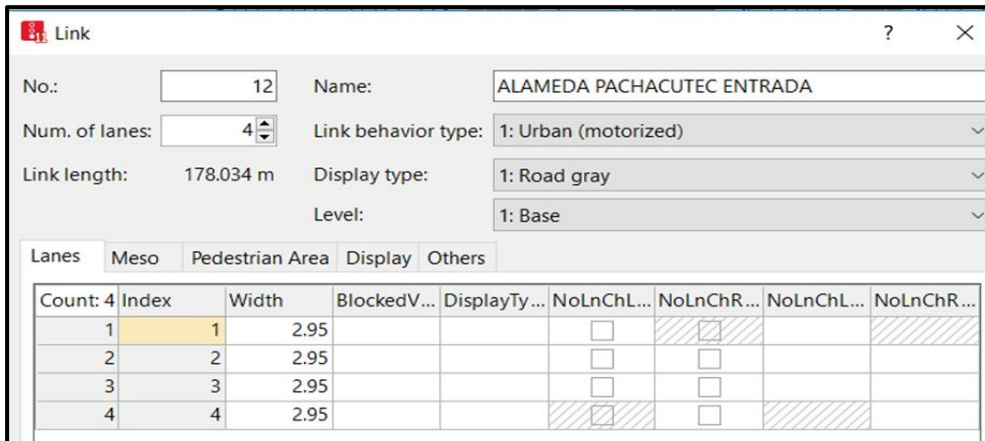 Link ? ×
No.: 12 Name: ALAMEDA PACHACUTEC ENTRADA
Num. of lanes: 4 Link behavior type: 1: Urban (motorized)
Link length: 178.034 m Display type: 1: Road gray
Level: 1: Base
Lanes Meso Pedestrian Area Display Others
Count: 4 Index Width BlockedV... DisplayTy... NoLnChL... NoLnChR... NoLnChL... NoLnChR...
1 1 2.95
2 2 2.95
3 3 2.95
4 4 2.95